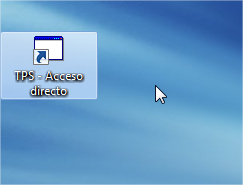 TPS - Acceso
directo